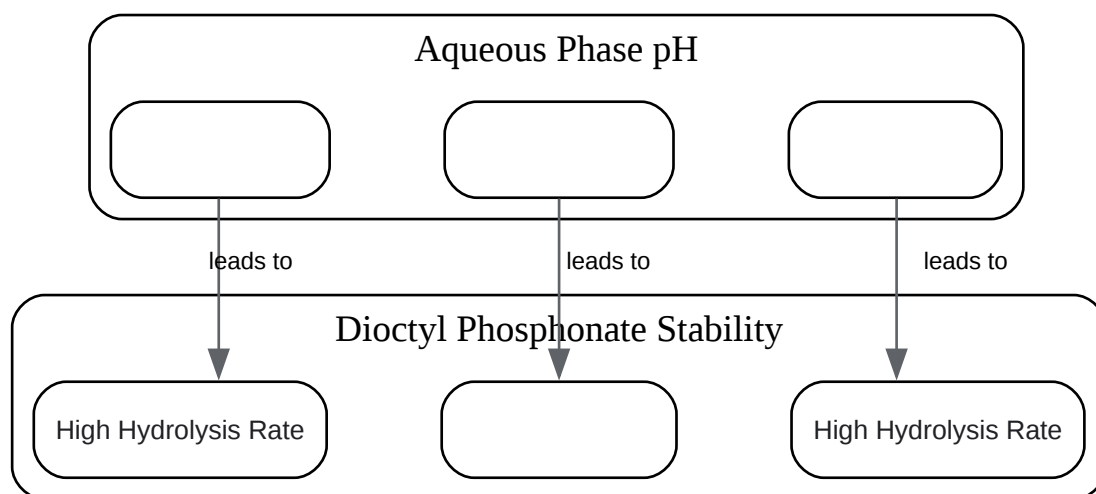 Aqueous Phase pH
leads to
leads to
leads to
Dioctyl Phosphonate Stability
High Hydrolysis Rate
High Hydrolysis Rate